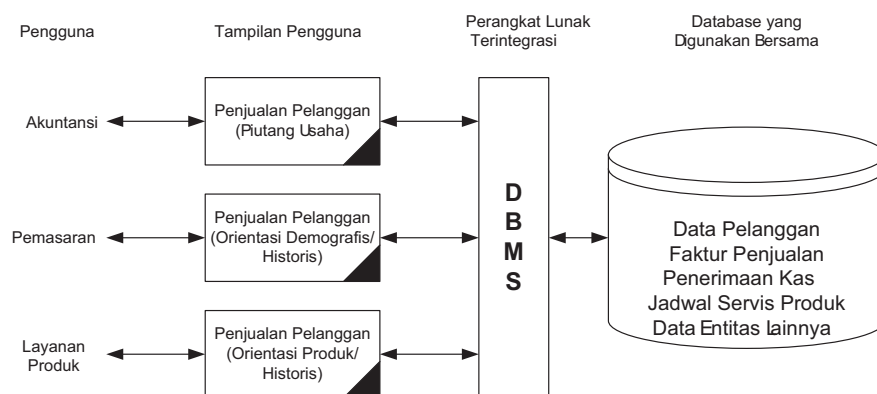 Pengguna
Tampilan Pengguna
Perangkat Lunak
Terintegrasi
Database yang
Digunakan Bersama
Akuntansi
Penjualan Pelanggan
(Piutang Usaha)
Pemasaran
Penjualan Pelanggan
(Orientasi Demografis/
Historis)
Layanan
Produk
Penjualan Pelanggan
(Orientasi Produk/
Historis)
D
B
M
S
Data Pelanggan
Faktur Penjualan
Penerimaan Kas
Jadwal Servis Produk
Data Entitas Lainnya